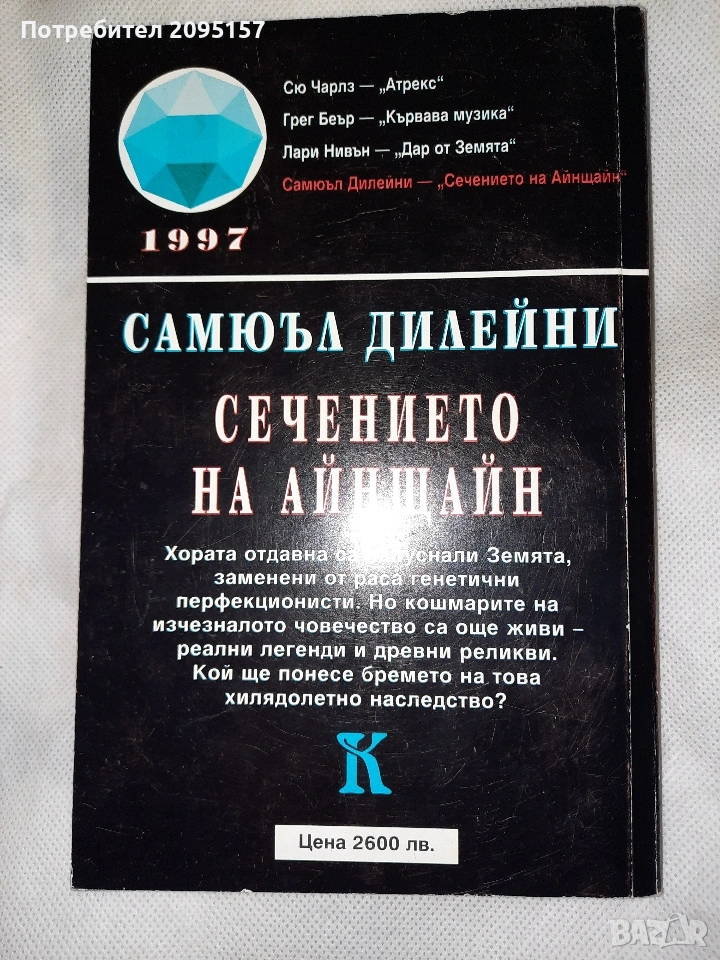 Потребител 2095157
Сю Чарлз — „Атрекс“
Грег Беър — „Кървава музика“
Лари Нивън — „Дар от Земята“
Самюъл Дилейни — „Сечението на Айнщайн“
1997
САМЮЪЛ ДИЛЕЙНИ
СЕЧЕНИЕТО
НА АЙНЩАЙН
Хората отдавна са напуснали Земята,
заменени от раса генетични
перфекционисти. Но кошмарите на
изчезналото човечество са още живи –
реални легенди и древни реликви.
Кой ще понесе бремето на това
хилядолетно наследство?
К
Цена 2600 лв.
BAZAR